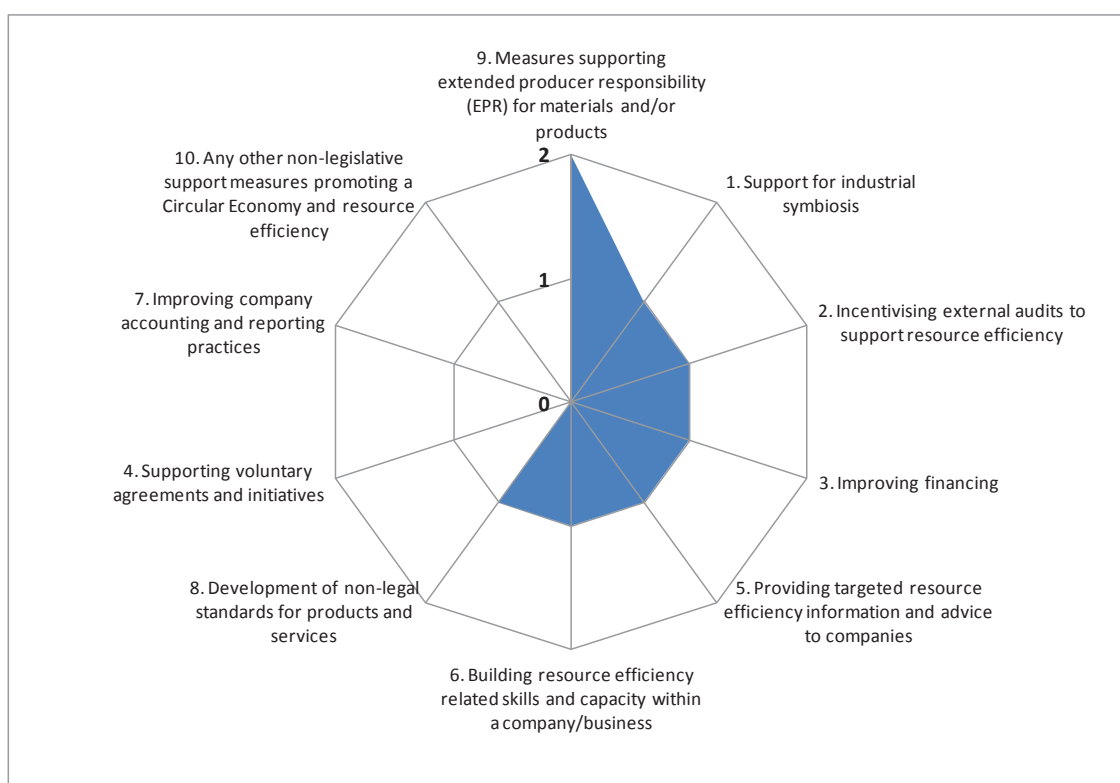 9. Measures supporting
extended producer responsibility
(EPR) for materials and/or
products
10. Any other non-legislative
support measures promoting a
Circular Economy and resource
efficiency
2
1. Support for industrial
symbiosis
7. Improving company
accounting and reporting
practices
1
2. Incentivising external audits to
support resource efficiency
0
4. Supporting voluntary
agreements and initiatives
3. Improving financing
8. Development of non-legal
standards for products and
services
5. Providing targeted resource
efficiency information and advice
to companies
6. Building resource efficiency
related skills and capacity within
a company/business